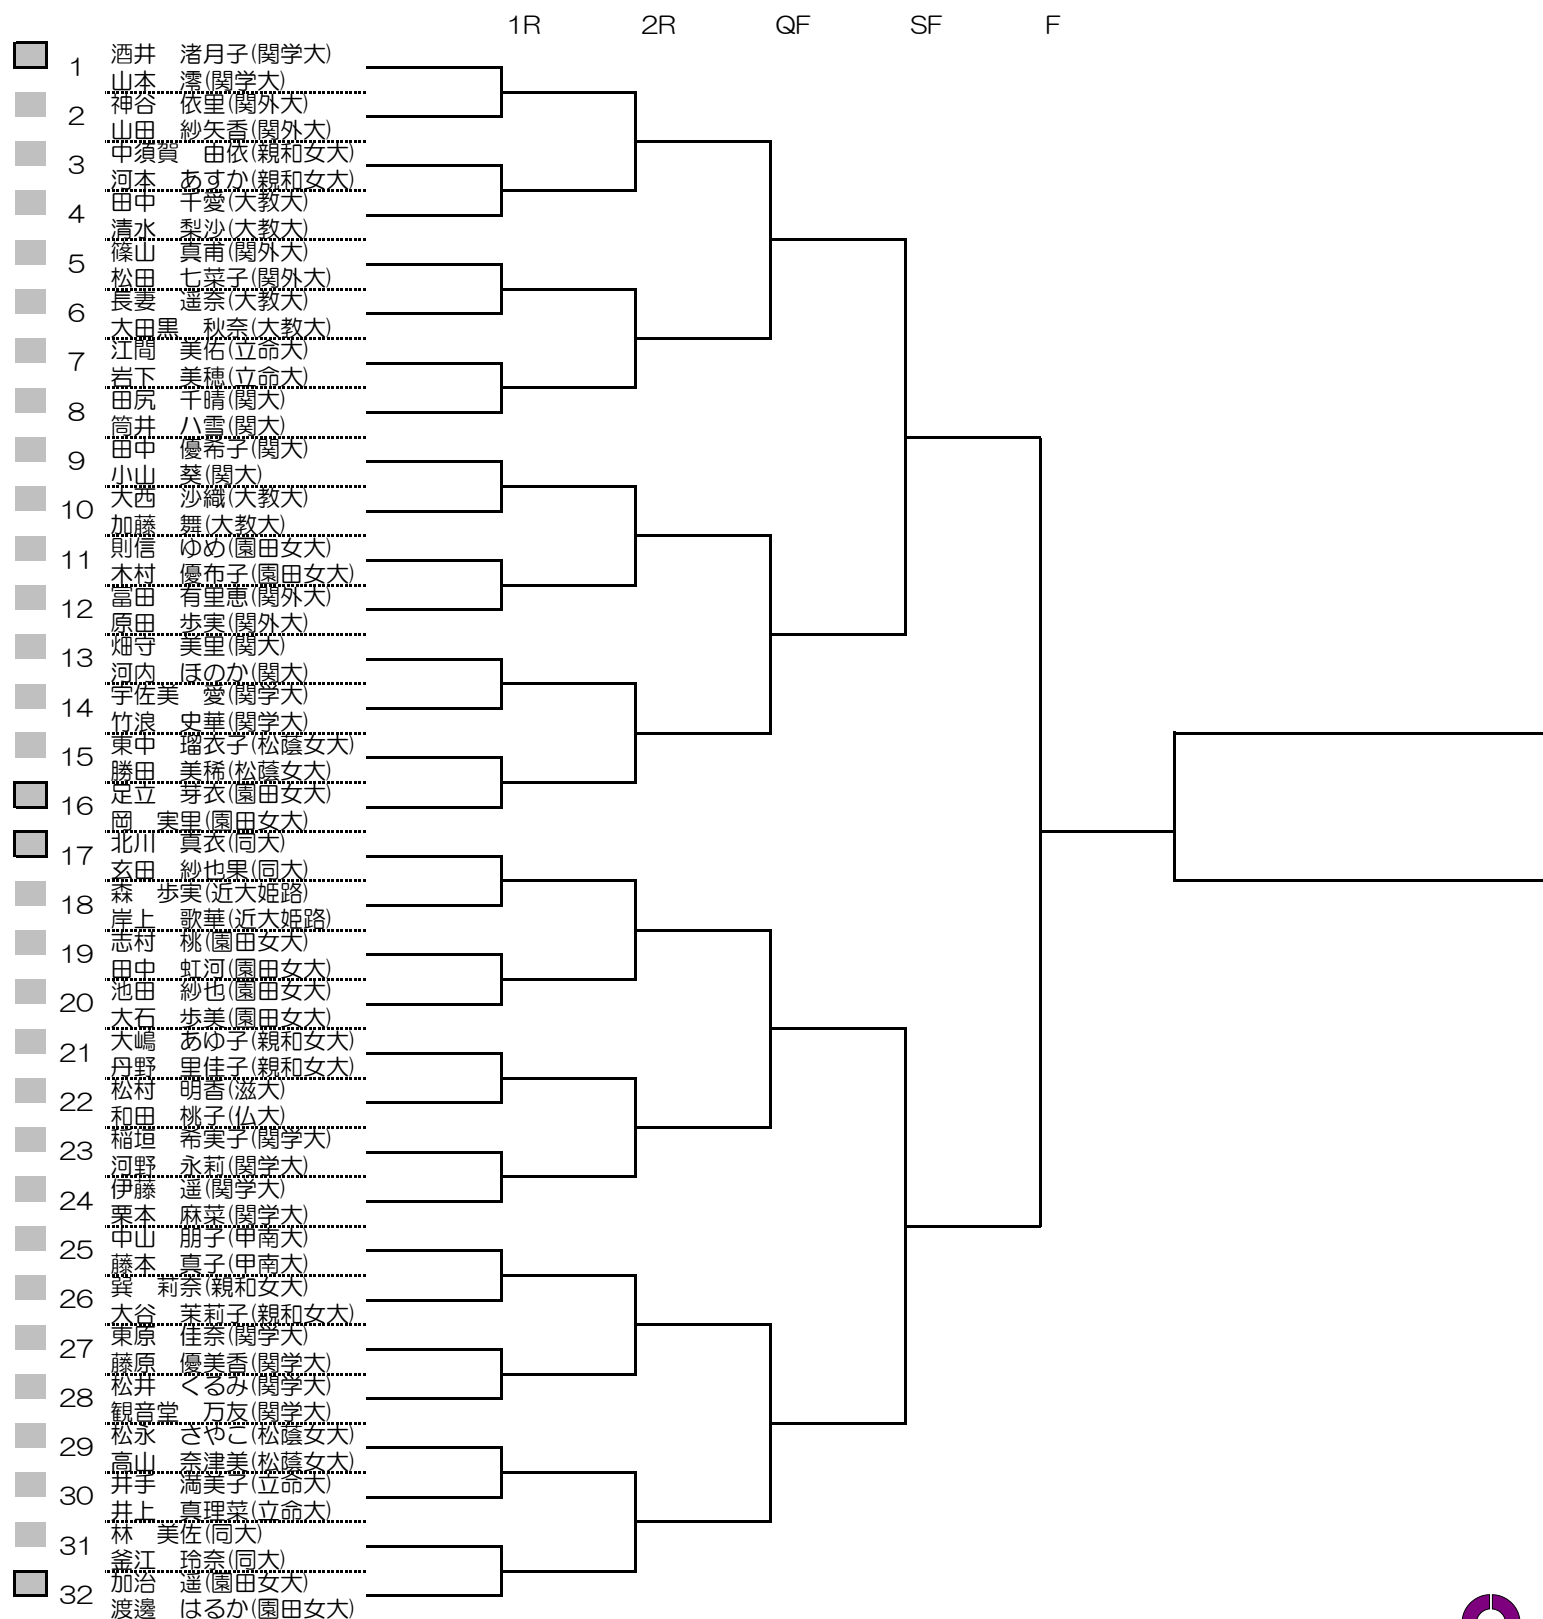 1R 2R QF SF F
酒井　渚月子(関学大)
1
山本　澪(関学大)
神谷　依里(関外大)
2
山田　紗矢香(関外大)
中須賀　由依(親和女大)
3
河本　あすか(親和女大)
田中　千愛(大教大)
4
清水　梨沙(大教大)
篠山　真甫(関外大)
5
松田　七菜子(関外大)
長妻　遥奈(大教大)
6
大田黒　秋奈(大教大)
江間　美佑(立命大)
7
岩下　美穂(立命大)
田尻　千晴(関大)
8
筒井　八雪(関大)
田中　優希子(関大)
9
小山　葵(関大)
大西　沙織(大教大)
10
加藤　舞(大教大)
則信　ゆめ(園田女大)
11
木村　優布子(園田女大)
冨田　有里恵(関外大)
12
原田　歩実(関外大)
畑守　美里(関大)
13
河内　ほのか(関大)
宇佐美　愛(関学大)
14
竹浪　史華(関学大)
東中　瑠衣子(松蔭女大)
15
勝田　美稀(松蔭女大)
足立　芽衣(園田女大)
16
岡　実里(園田女大)
北川　真衣(同大)
17
玄田　紗也果(同大)
森　歩実(近大姫路)
18
岸上　歌華(近大姫路)
志村　桃(園田女大)
19
田中　虹河(園田女大)
池田　紗也(園田女大)
20
大石　歩美(園田女大)
大嶋　あゆ子(親和女大)
21
丹野　里佳子(親和女大)
松村　明香(滋大)
22
和田　桃子(仏大)
稲垣　希実子(関学大)
23
河野　永莉(関学大)
伊藤　遥(関学大)
24
栗本　麻菜(関学大)
中山　朋子(甲南大)
25
藤本　真子(甲南大)
巽　莉奈(親和女大)
26
大谷　茉莉子(親和女大)
東原　佳奈(関学大)
27
藤原　優美香(関学大)
松井　くるみ(関学大)
28
観音堂　万友(関学大)
松永　さやこ(松蔭女大)
29
高山　奈津美(松蔭女大)
井手　満美子(立命大)
30
井上　真理菜(立命大)
林　美佐(同大)
31
釜江　玲奈(同大)
加治　遥(園田女大)
32
渡邊　はるか(園田女大)